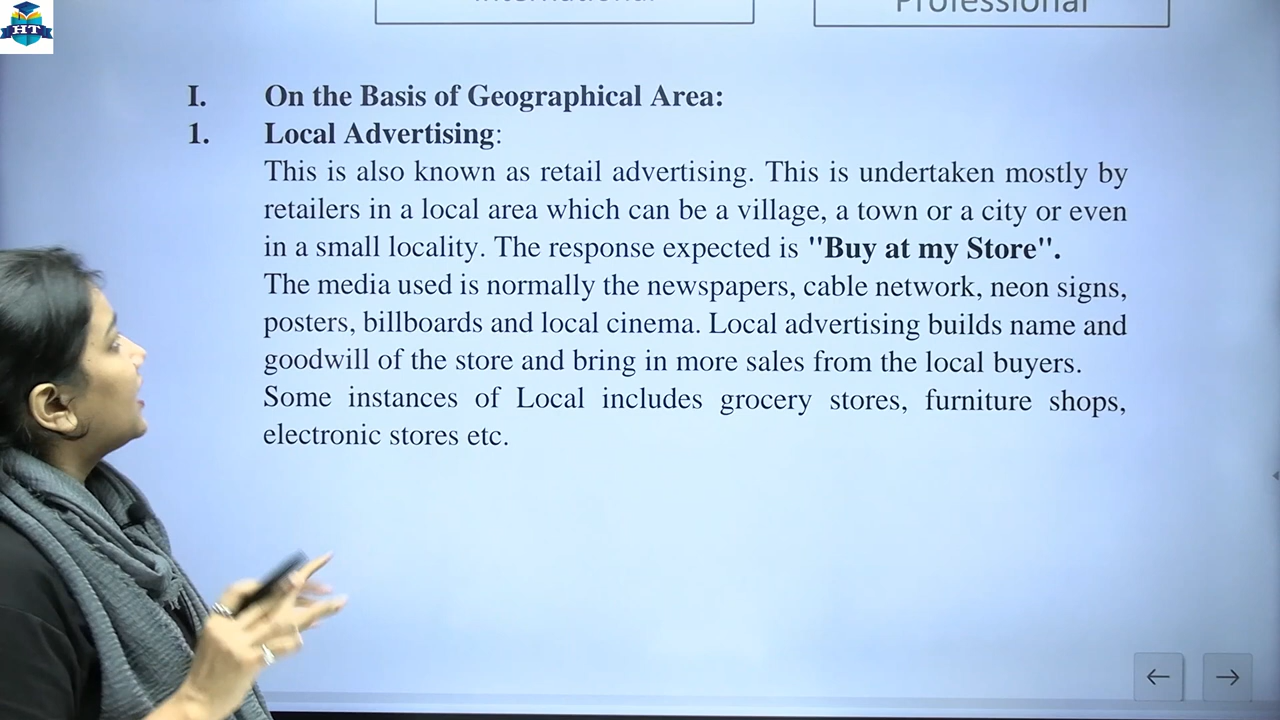 HT
International
Professional
I. On the Basis of Geographical Area:
1. Local Advertising:
This is also known as retail advertising. This is undertaken mostly by
retailers in a local area which can be a village, a town or a city or even
in a small locality. The response expected is "Buy at my Store".
The media used is normally the newspapers, cable network, neon signs,
posters, billboards and local cinema. Local advertising builds name and
goodwill of the store and bring in more sales from the local buyers.
Some instances of Local includes grocery stores, furniture shops,
electronic stores etc.